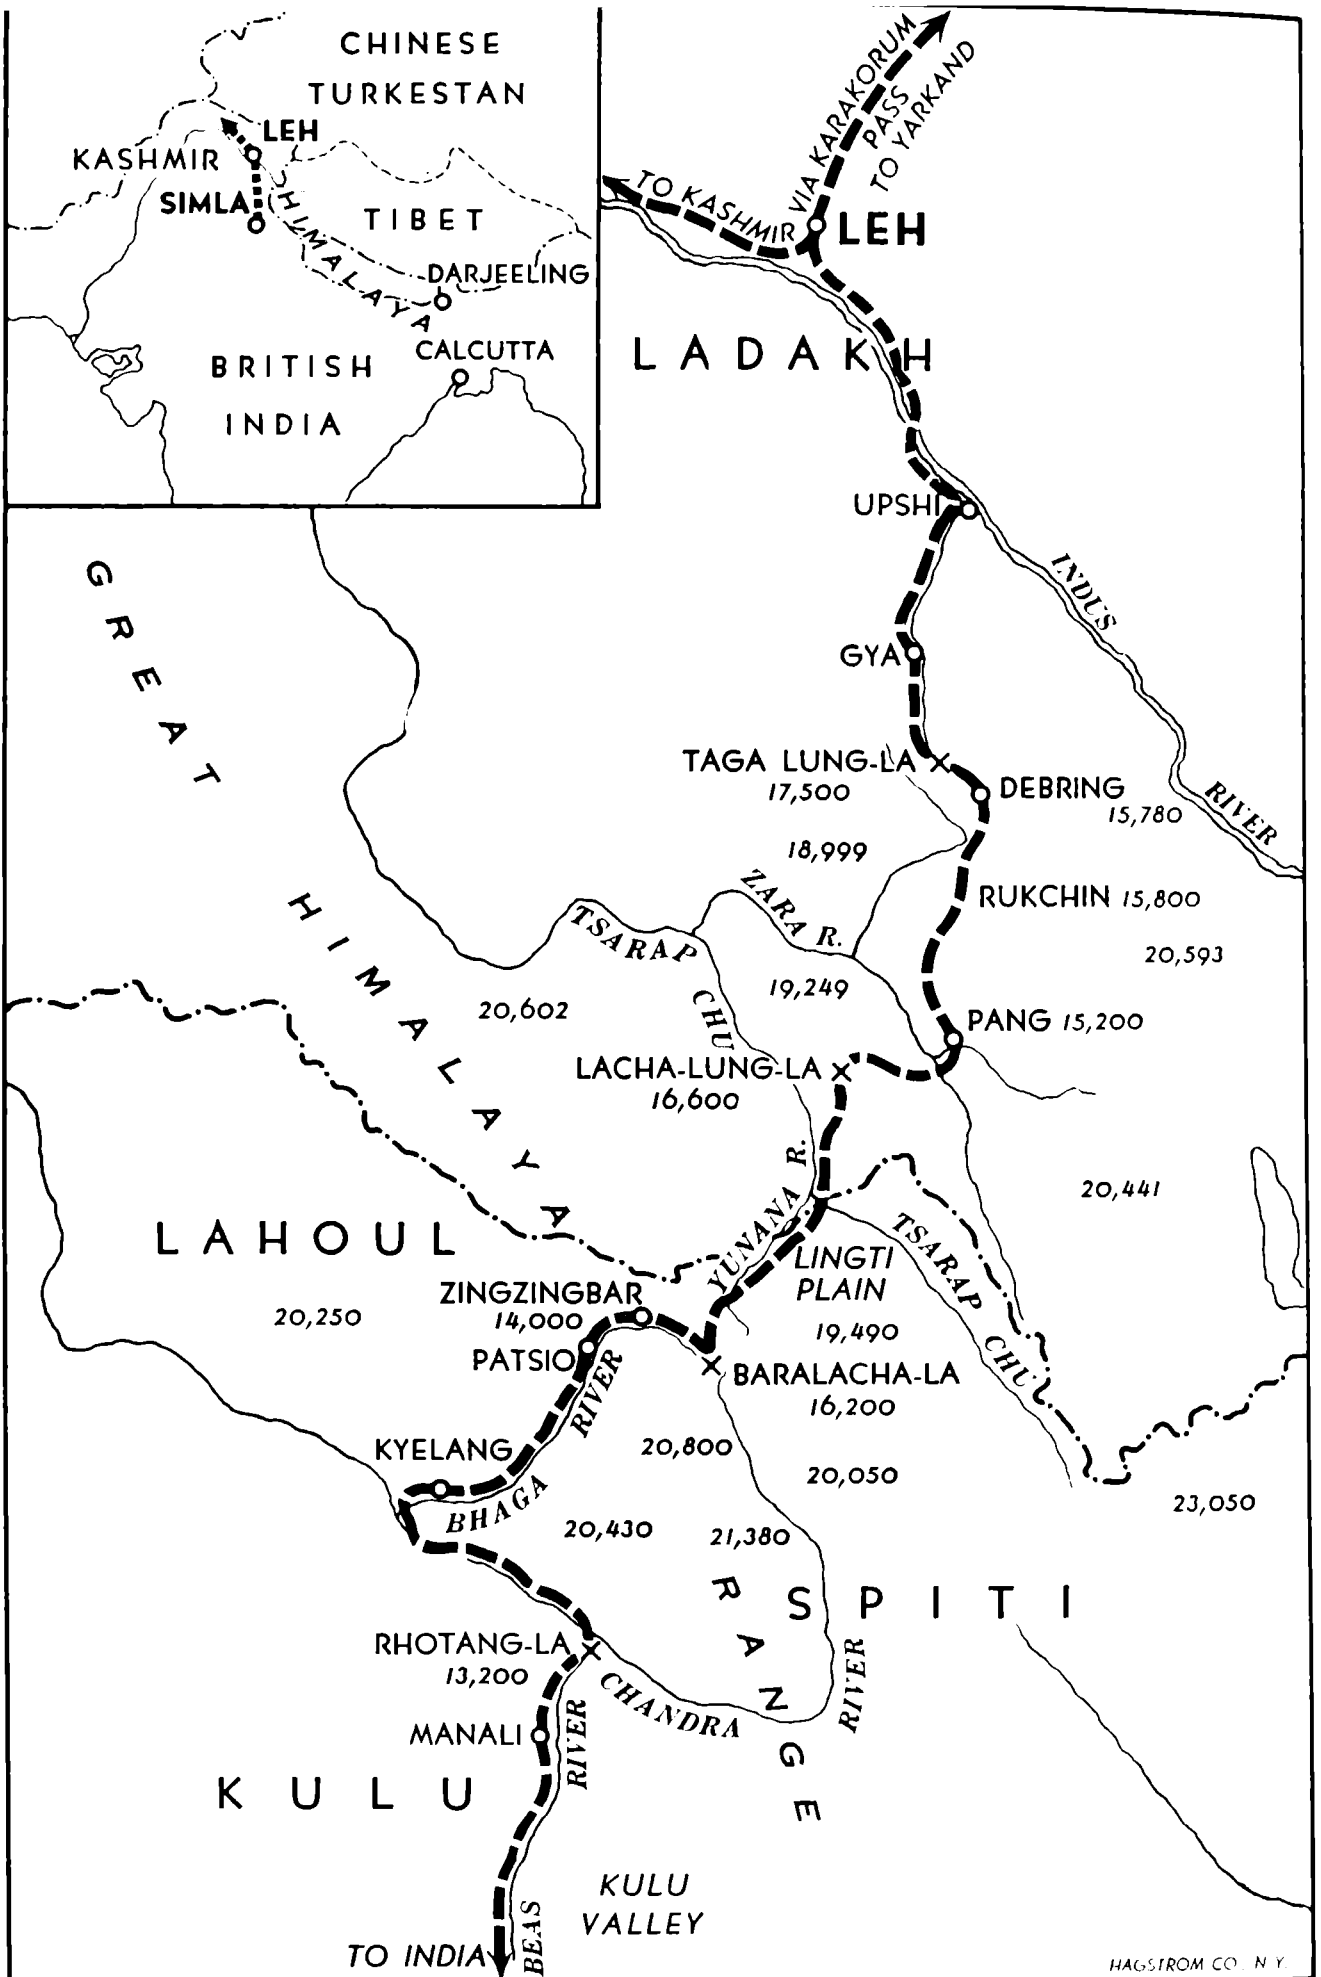 CHINESE
TURKESTAN
LEH
KASHMIR
SIMLA
TIBET
HIMALAYA
DARJEELING
CALCUTTA
BRITISH
INDIA
VIA KARAKORUM
PASS
TO YARKAND
TO KASHMIR
LEH
LADAKH
UPSHI
INDUS
RIVER
GYA
TAGA LUNG-LA
17,500
DEBRING
15,780
18,999
ZARA R.
RUKCHIN 15,800
20,593
TSARAP
CHU
19,249
20,602
PANG 15,200
LACHA-LUNG-LA
16,600
GREAT
HIMALAYA
RANGE
20,441
YUNANA R.
LAHOUL
TSARAP CHU
LINGTI
PLAIN
ZINGZINGBAR
14,000
20,250
19,490
PATSIO
BARALACHA-LA
16,200
BHAGA
RIVER
KYELANG
20,800
20,050
23,050
20,430
21,380
SPITI
RHOTANG-LA
13,200
CHANDRA
RIVER
MANALI
KULU
BEAS
RIVER
KULU
VALLEY
TO INDIA
HAGSTROM CO. N.Y.